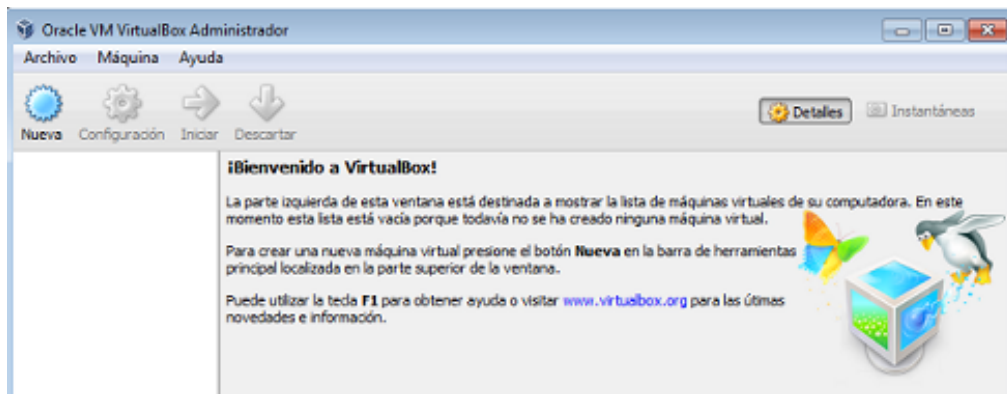 Oracle VM VirtualBox Administrador
Archivo Máquina Ayuda
Nueva Configuración Iniciar Descartar
Detalles Instantáneas
¡Bienvenido a VirtualBox!
La parte izquierda de esta ventana está destinada a mostrar la lista de máquinas virtuales de su computadora. En este
momento esta lista está vacía porque todavía no se ha creado ninguna máquina virtual.
Para crear una nueva máquina virtual presione el botón Nueva en la barra de herramientas
principal localizada en la parte superior de la ventana.
Puede utilizar la tecla F1 para obtener ayuda o visitar www.virtualbox.org para las útimas
novedades e información.